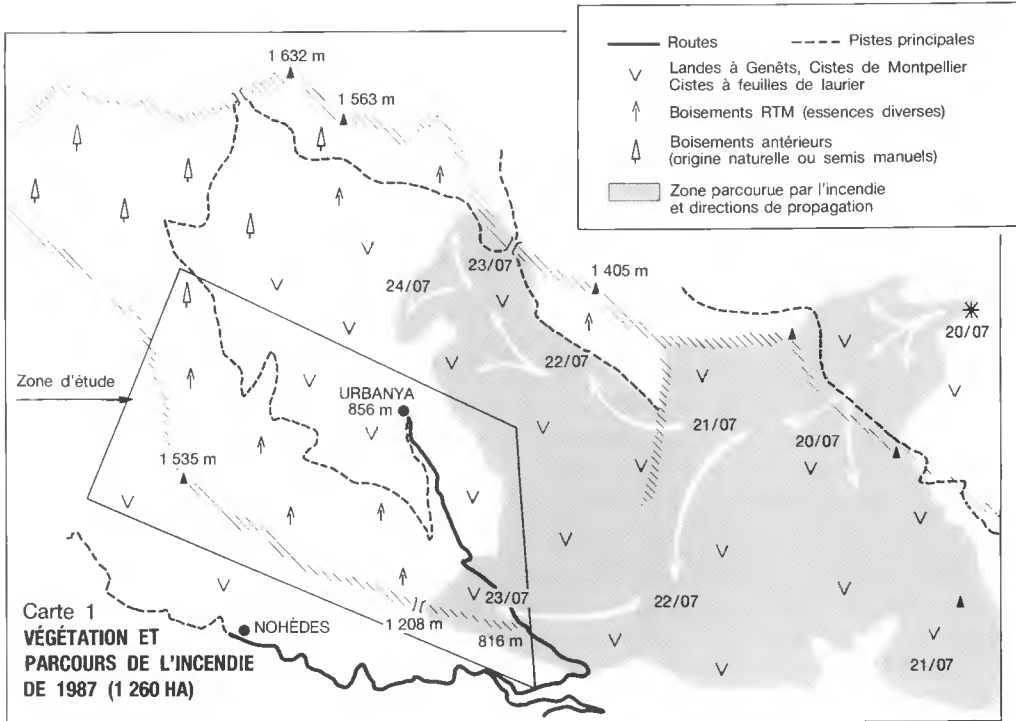 Routes
Pistes principales
Landes à Genêts, Cistes de Montpellier
Cistes à feuilles de laurier
Boisements RTM (essences diverses)
Boisements antérieurs
(origine naturelle ou semis manuels)
Zone parcourue par l'incendie
et directions de propagation
1 632 m
1 563 m
23/07
1 405 m
24/07
20/07
22/07
Zone d'étude
URBANYA
856 m
21/07
20/07
1 535 m
23/07
22/07
1 208 m
816 m
NOHÈDES
21/07
Carte 1
VÉGÉTATION ET
PARCOURS DE L'INCENDIE
DE 1987 (1 260 HA)